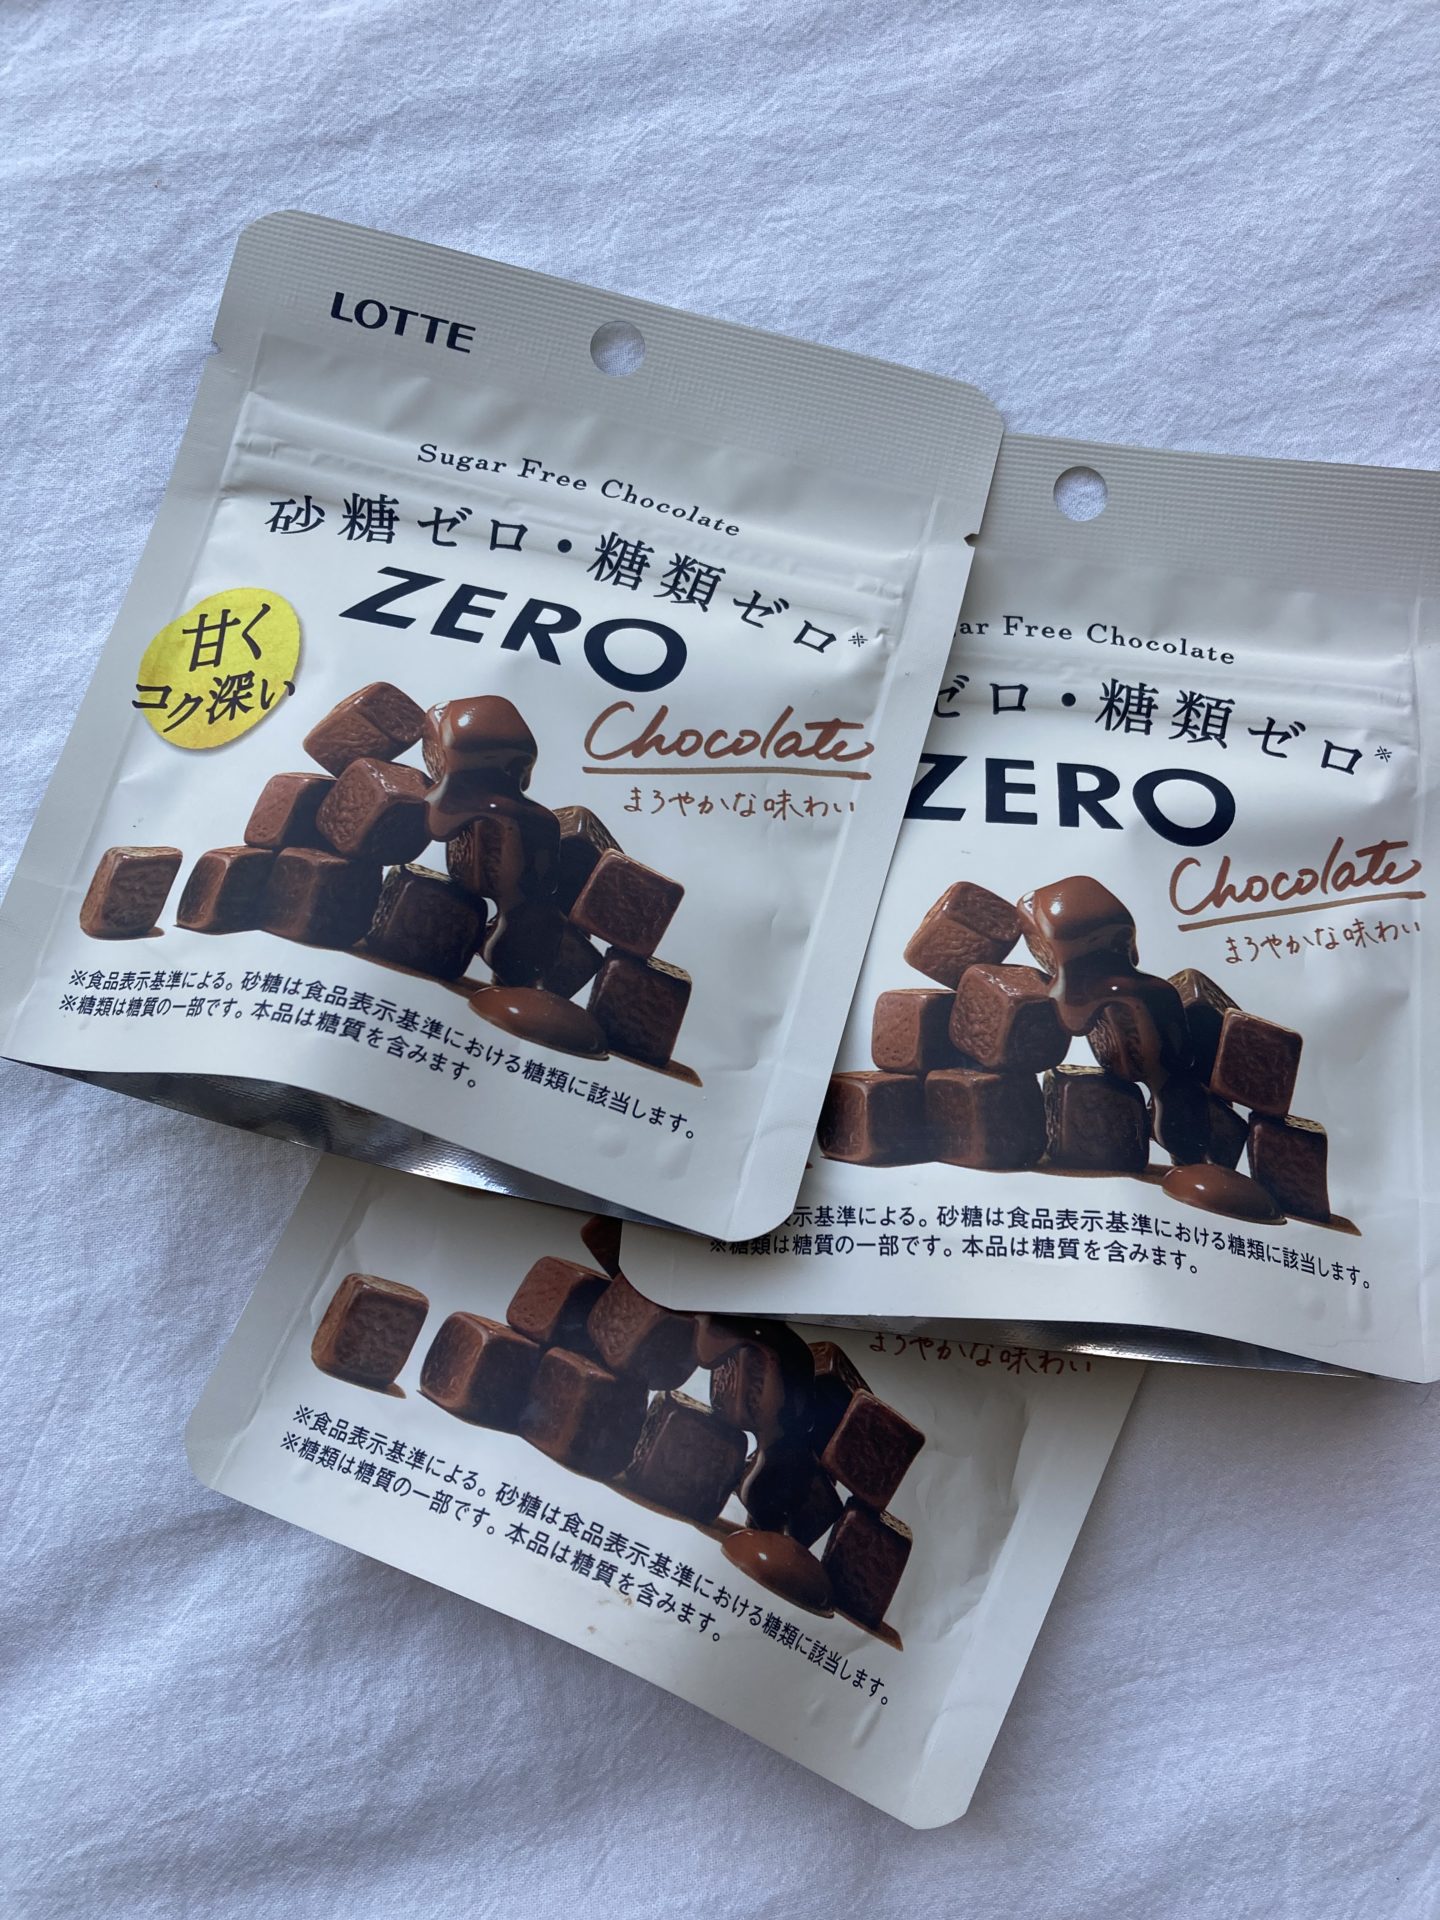 LOTTE
Sugar Free Chocolate
砂糖ゼロ・糖類ゼロ※
ZERO
甘く
コク深い
Chocolate
まろやかな味わい
※食品表示基準による。砂糖は食品表示基準における糖類に該当します。
※糖類は糖質の一部です。本品は糖質を含みます。
Free Chocolate
ゼロ・糖類ゼロ※
ZERO
Chocolate
まろやかな味わい
示基準による。砂糖は食品表示基準における糖類に該当します。
※糖類は糖質の一部です。本品は糖質を含みます。
まろやかな味わい
※食品表示基準による。砂糖は食品表示基準における糖類に該当します。
※糖類は糖質の一部です。本品は糖質を含みます。